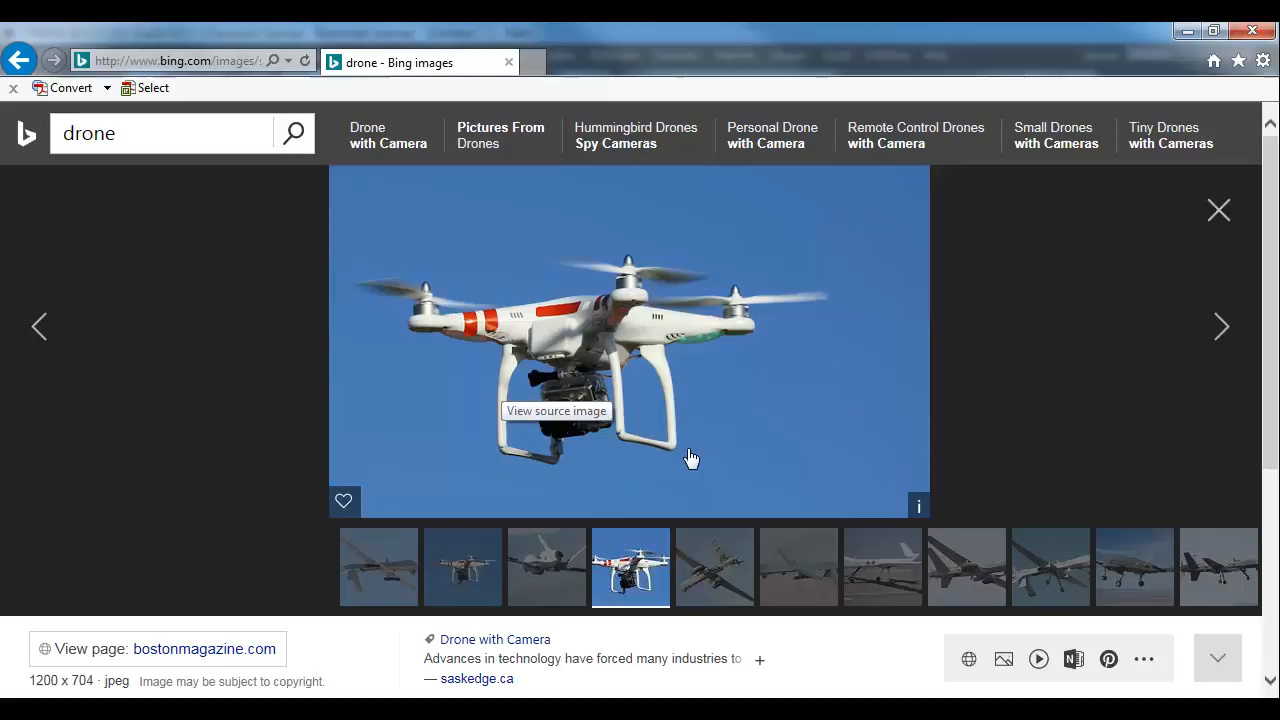 http://www.bing.com/images/
drone - Bing images
x
Convert
Select
drone
Drone
with Camera
Pictures From
Drones
Hummingbird Drones
Spy Cameras
Personal Drone
with Camera
Remote Control Drones
with Camera
Small Drones
with Cameras
Tiny Drones
with Cameras
View source image
i
View page: bostonmagazine.com
1200 x 704 · jpeg Image may be subject to copyright.
Drone with Camera
Advances in technology have forced many industries to
— saskedge.ca